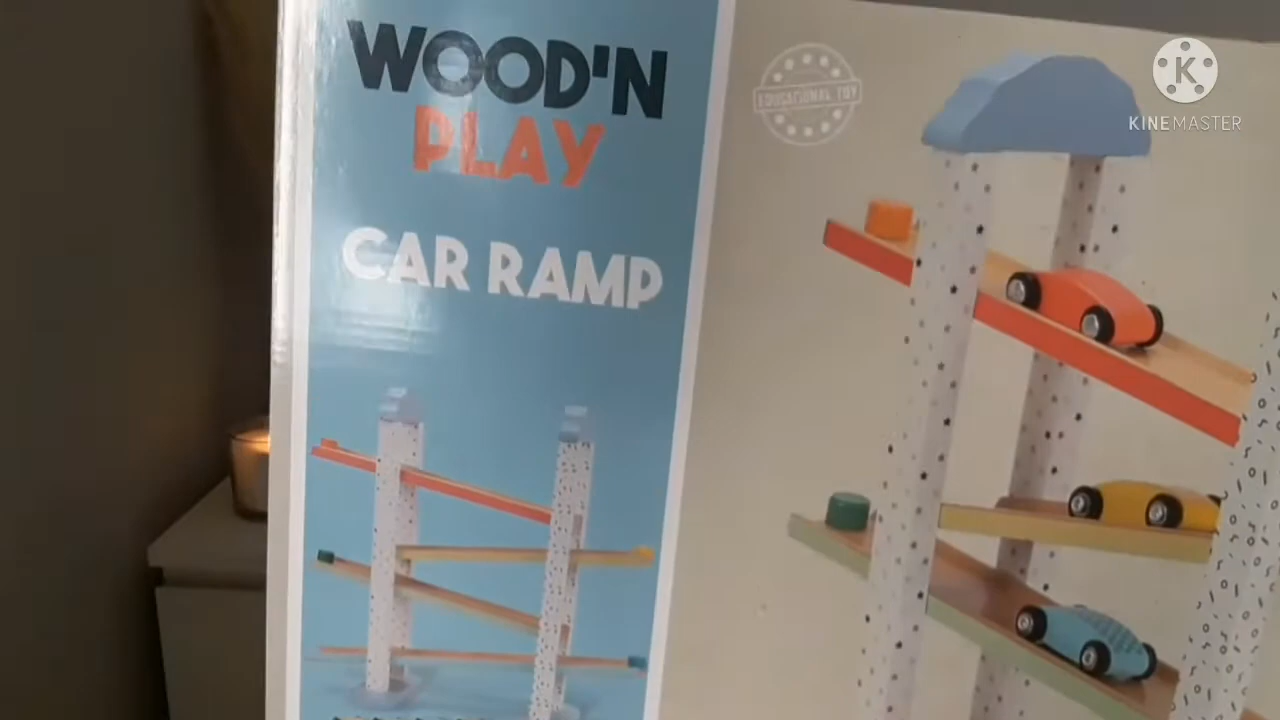 WOOD'N
PLAY
CAR RAMP
EDUCATIONAL TOY
K
KINEMASTER